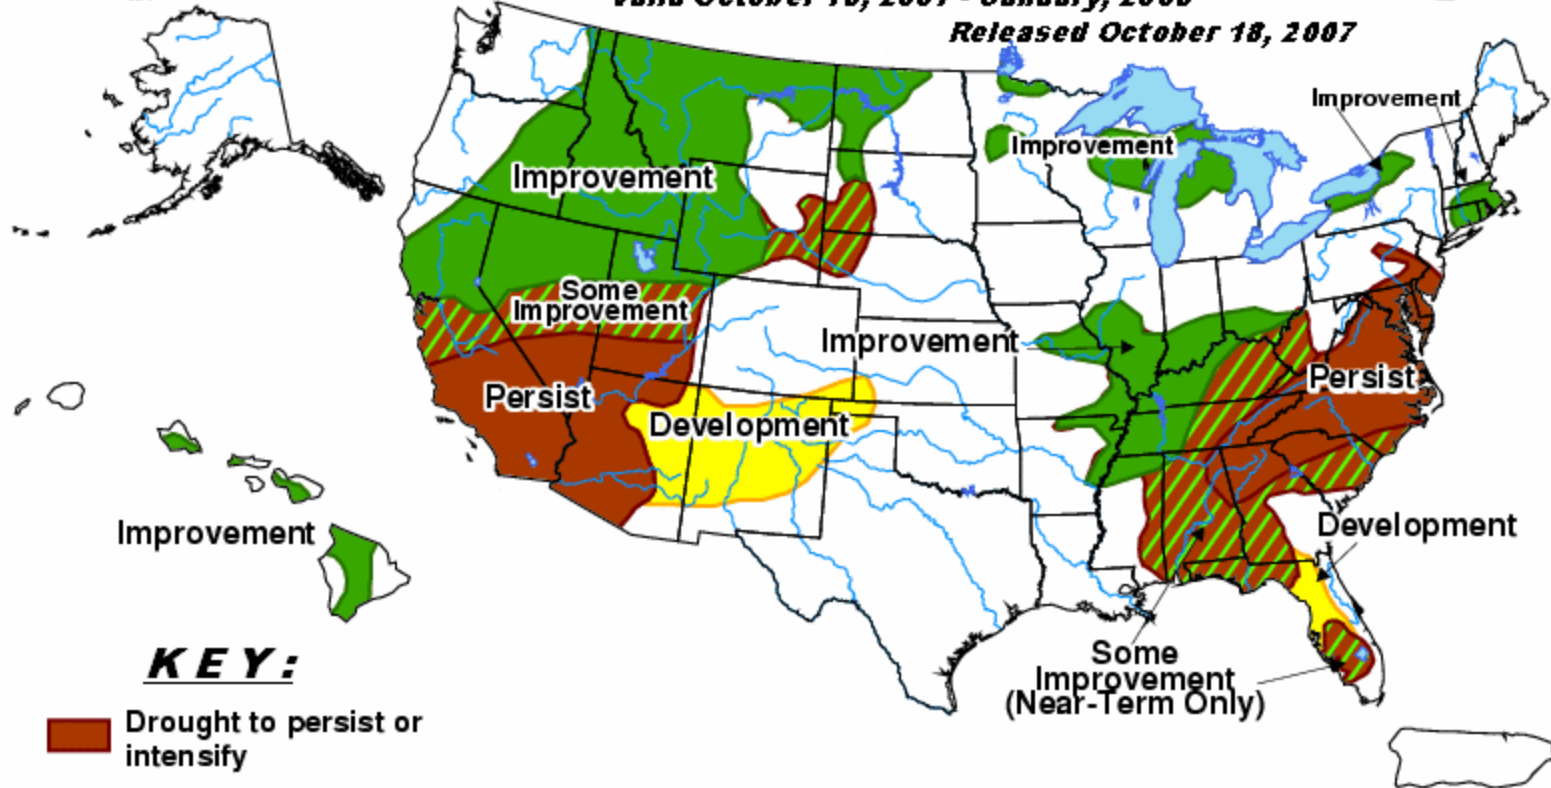 Released October 18, 2007
Improvement
Improvement
Improvement
Some
Improvement
Improvement
Persist
Persist
Development
Improvement
Development
KEY:
Some
Improvement
(Near-Term Only)
Drought to persist or
intensify